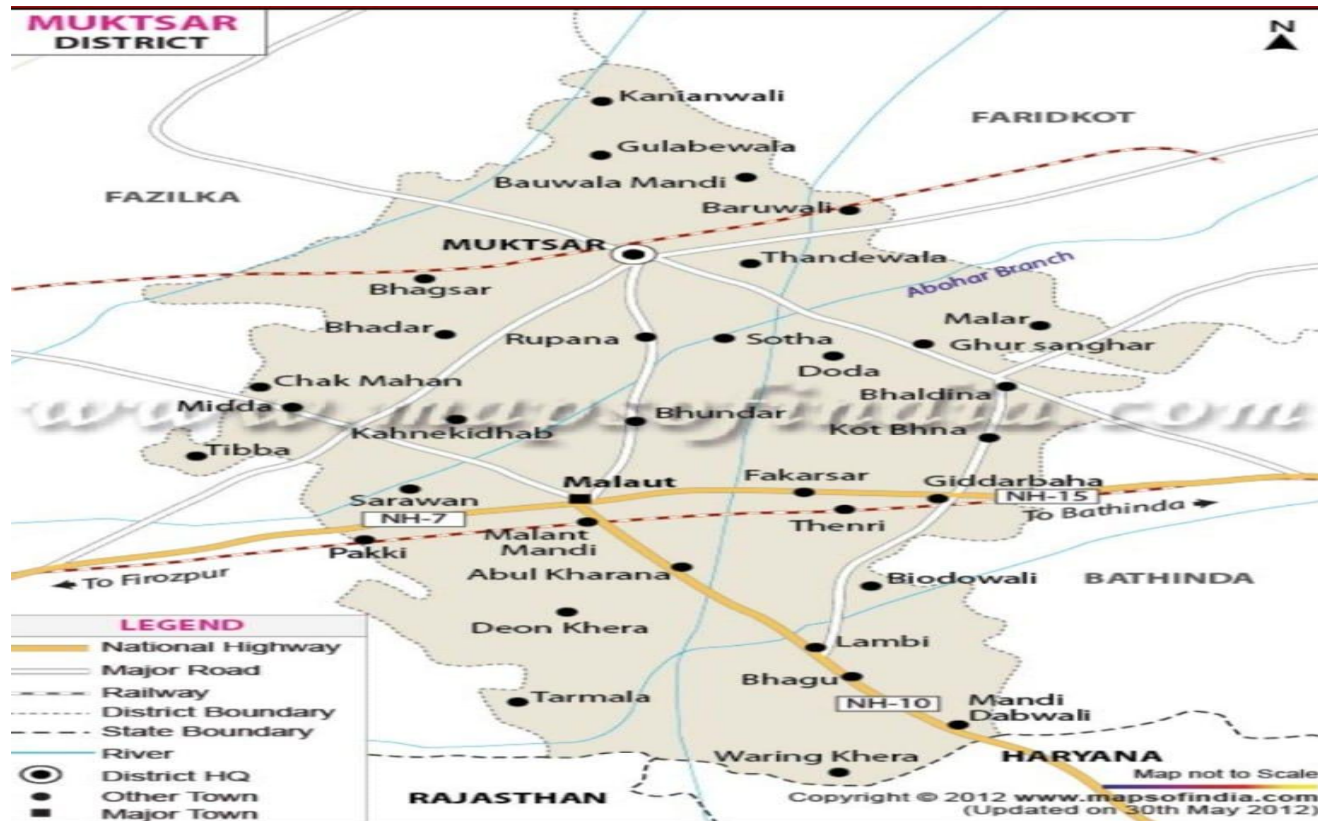 MUKTSAR
DISTRICT
N
Kanianwali
FARIDKOT
Gulabewala
Bauwala Mandi
FAZILKA
Baruwali
MUKTSAR
Thandewala
Abohar Branch
Bhagsar
Malar
Bhadar
Rupana
Sotha
Ghur sanghar
Doda
Chak Mahan
Bhaldina
www.mapsofindia.com
Midda
Bhundar
Kahnekidhab
Kot Bhna
Tibba
Malaut
Fakarsar
Giddarbaha
Sarawan
NH-15
NH-7
Thenri
To Bathinda
Pakki
Malant
Mandi
To Firozpur
Abul Kharana
Biodowali
BATHINDA
LEGEND
Deon Khera
National Highway
Lambi
Major Road
Bhagu
Railway
Tarmala
NH-10
Mandi
Dabwali
District Boundary
State Boundary
River
Waring Khera
HARYANA
District HQ
Map not to Scale
Other Town
RAJASTHAN
Copyright © 2012 www.mapsofindia.com
Major Town
(Updated on 30th May 2012)